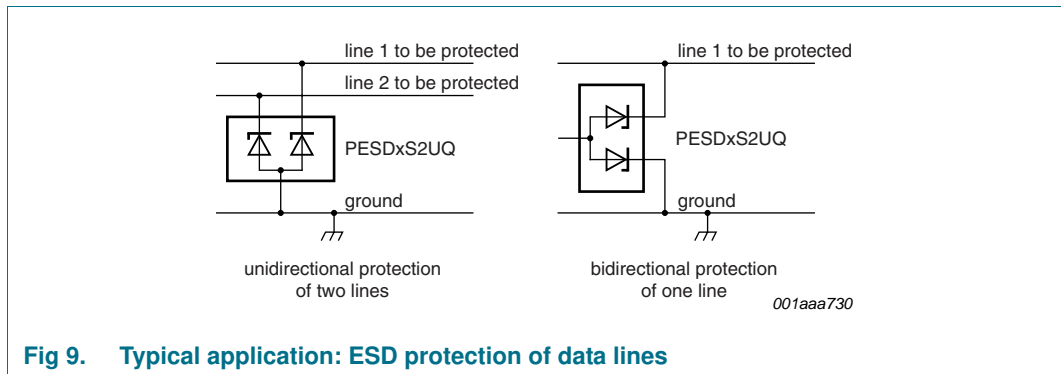 line 1 to be protected
line 2 to be protected
PESDxS2UQ
ground
unidirectional protection
of two lines
line 1 to be protected
PESDxS2UQ
ground
bidirectional protection
of one line
001aaa730
Fig 9. Typical application: ESD protection of data lines